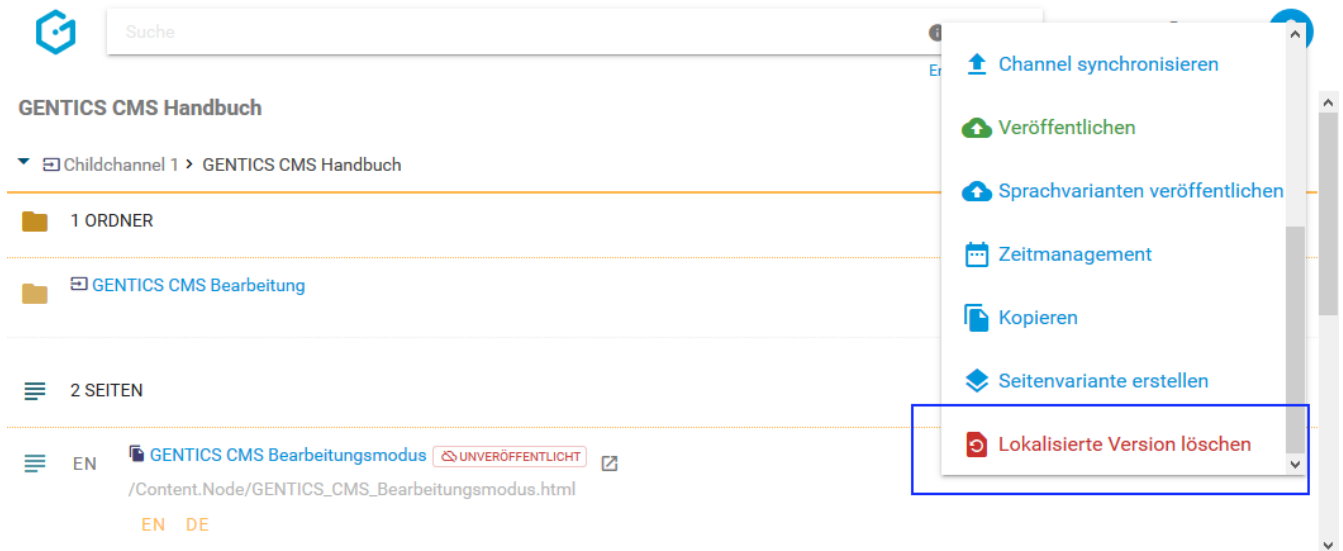 Suche
Er
GENTICS CMS Handbuch
Childchannel 1 > GENTICS CMS Handbuch
1 ORDNER
GENTICS CMS Bearbeitung
2 SEITEN
EN GENTICS CMS Bearbeitungsmodus UNVERÖFFENTLICHT
/Content.Node/GENTICS_CMS_Bearbeitungsmodus.html
EN DE
Channel synchronisieren
Veröffentlichen
Sprachvarianten veröffentlichen
Zeitmanagement
Kopieren
Seitenvariante erstellen
Lokalisierte Version löschen